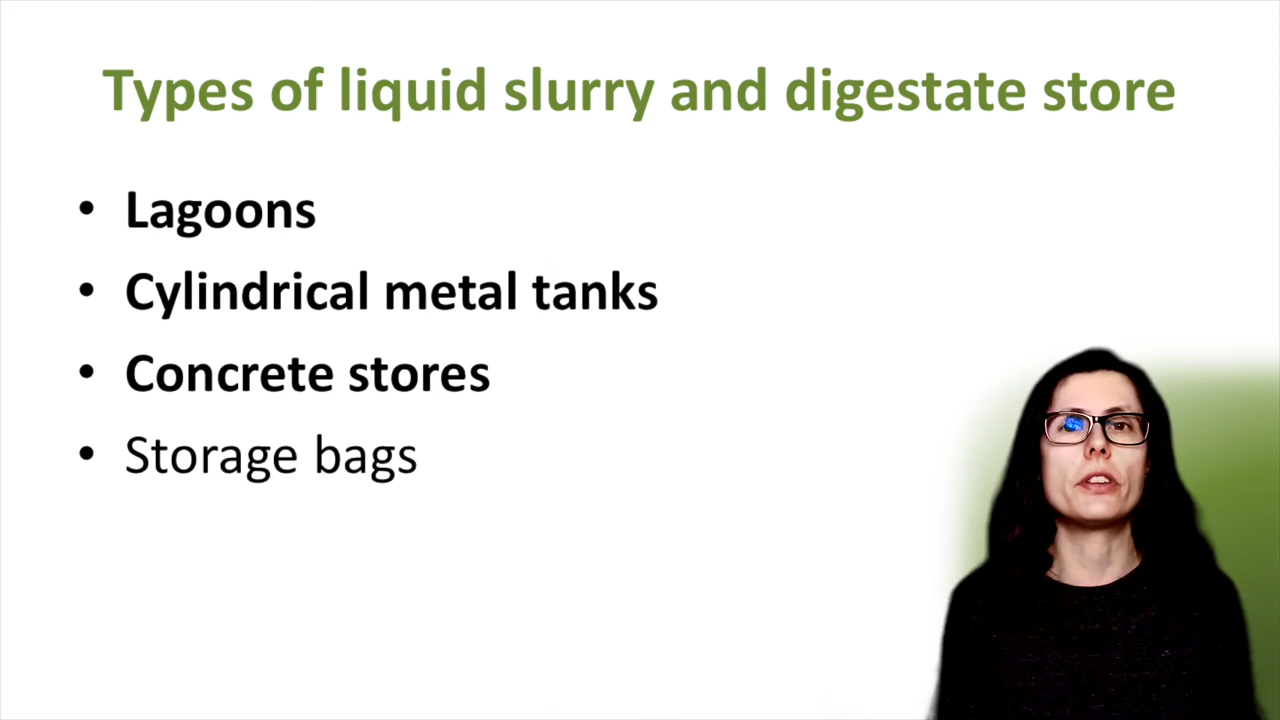 Types of liquid slurry and digestate store
• Lagoons
• Cylindrical metal tanks
• Concrete stores
• Storage bags